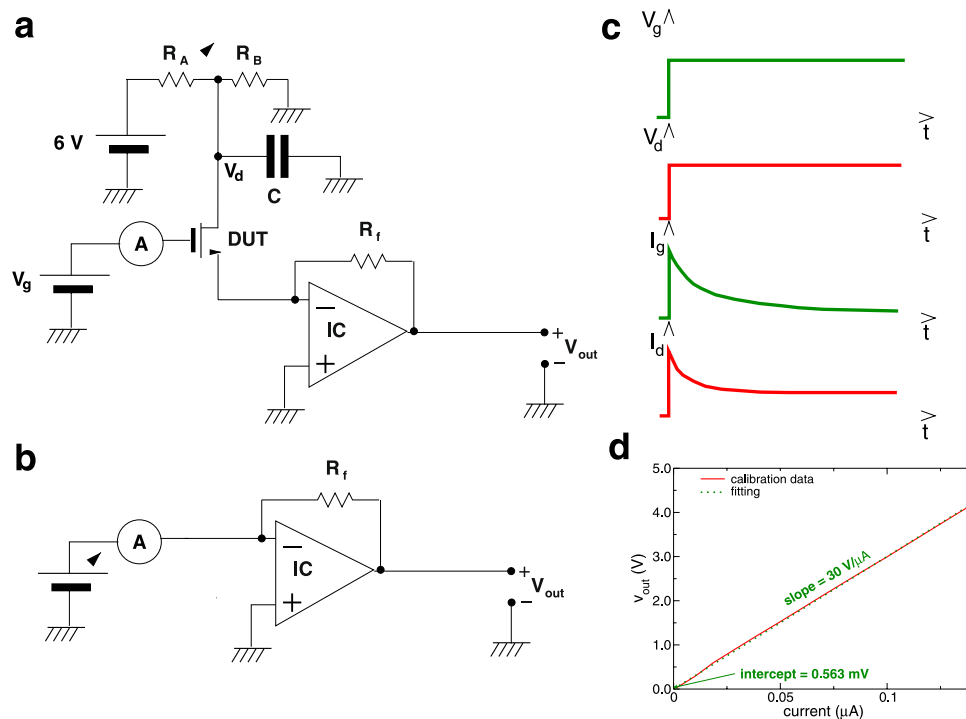 a
R_A
R_B
6 V
V_d
C
A
DUT
V_g
R_f
IC
−
+
+
−
V_out
b
R_f
A
IC
−
+
+
−
V_out
c
V_g
t
V_d
t
I_g
t
I_d
t
d
5.0
4.0
3.0
2.0
1.0
0.0
v_out (V)
calibration data
fitting
slope = 30 V/µA
intercept = 0.563 mV
0
0.05
0.1
current (µA)